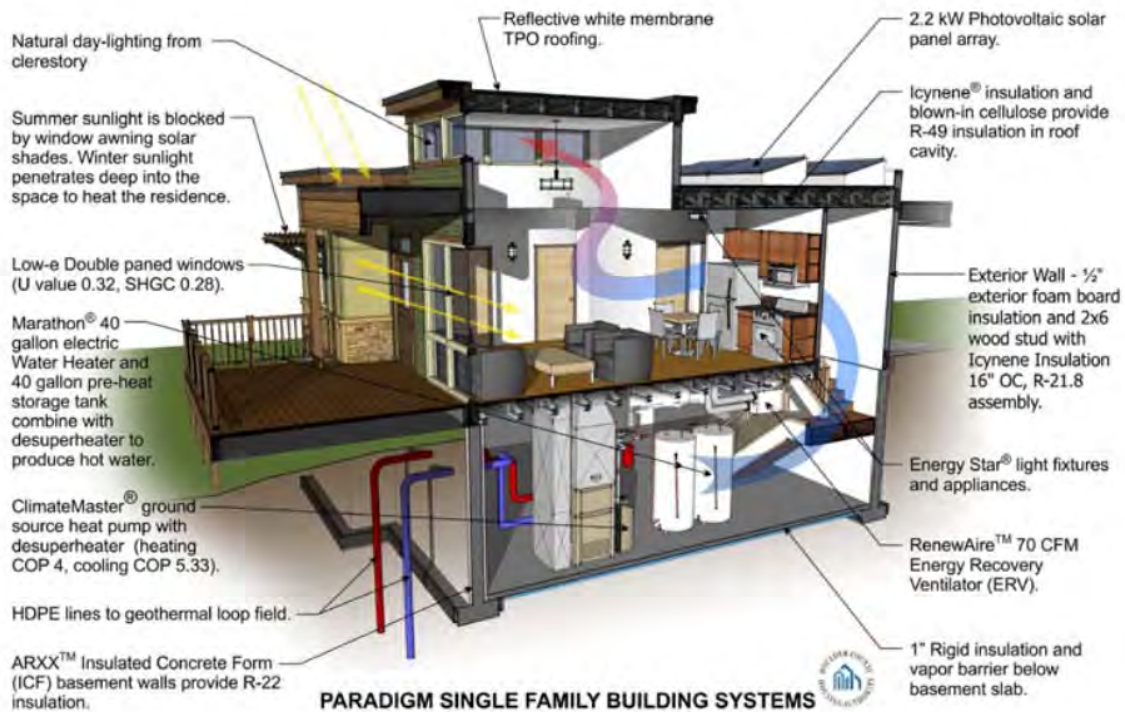 Natural day-lighting from
clerestory
Summer sunlight is blocked
by window awning solar
shades. Winter sunlight
penetrates deep into the
space to heat the residence.
Low-e Double paned windows
(U value 0.32, SHGC 0.28).
Marathon® 40
gallon electric
Water Heater and
40 gallon pre-heat
storage tank
combine with
desuperheater to
produce hot water.
ClimateMaster® ground
source heat pump with
desuperheater (heating
COP 4, cooling COP 5.33).
HDPE lines to geothermal loop field.
ARXX™ Insulated Concrete Form
(ICF) basement walls provide R-22
insulation.
Reflective white membrane
TPO roofing.
2.2 kW Photovoltaic solar
panel array.
Icynene® insulation and
blown-in cellulose provide
R-49 insulation in roof
cavity.
Exterior Wall - ½"
exterior foam board
insulation and 2x6
wood stud with
Icynene Insulation
16" OC, R-21.8
assembly.
Energy Star® light fixtures
and appliances.
RenewAire™ 70 CFM
Energy Recovery
Ventilator (ERV).
1" Rigid insulation and
vapor barrier below
basement slab.
PARADIGM SINGLE FAMILY BUILDING SYSTEMS